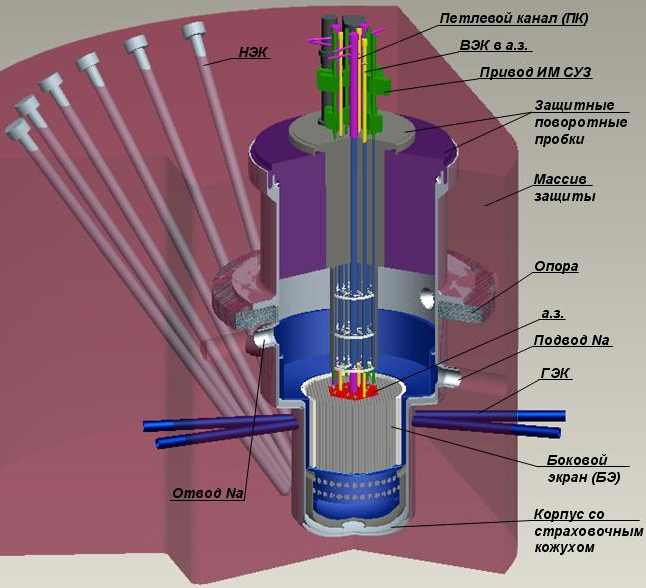 Петлевой канал (ПК)
НЭК
ВЭК в а.з.
Привод ИМ СУЗ
Защитные
поворотные
пробки
Массив
защиты
Опора
а.з.
Подвод Na
ГЭК
Боковой
экран (БЭ)
Отвод Na
Корпус со
страховочным
кожухом